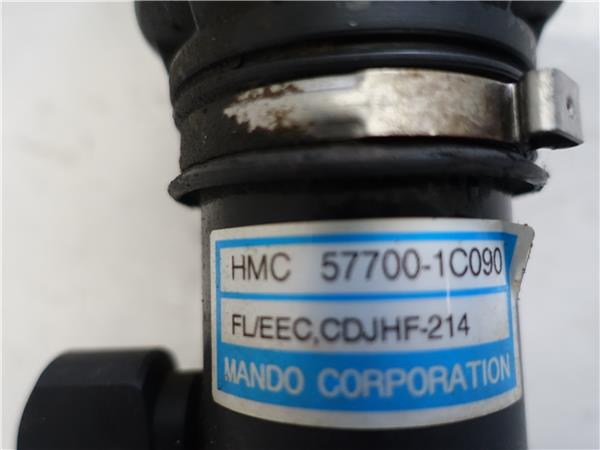 HMC 57700-1C090
FL/EEC,CDJHF-214
MANDO CORPORATION